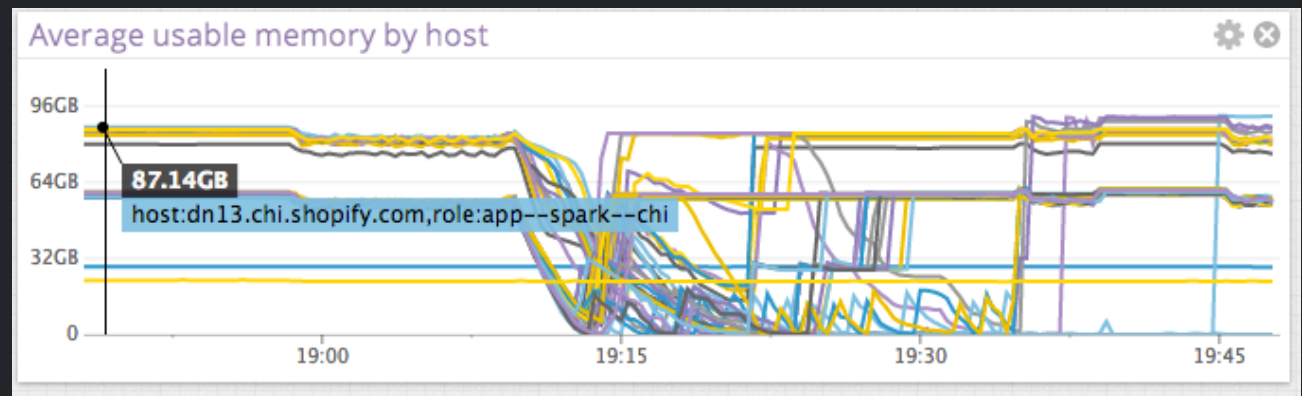 Average usable memory by host
96GB
64GB
32GB
0
87.14GB
host:dn13.chi.shopify.com,role:app--spark--chi
19:00
19:15
19:30
19:45